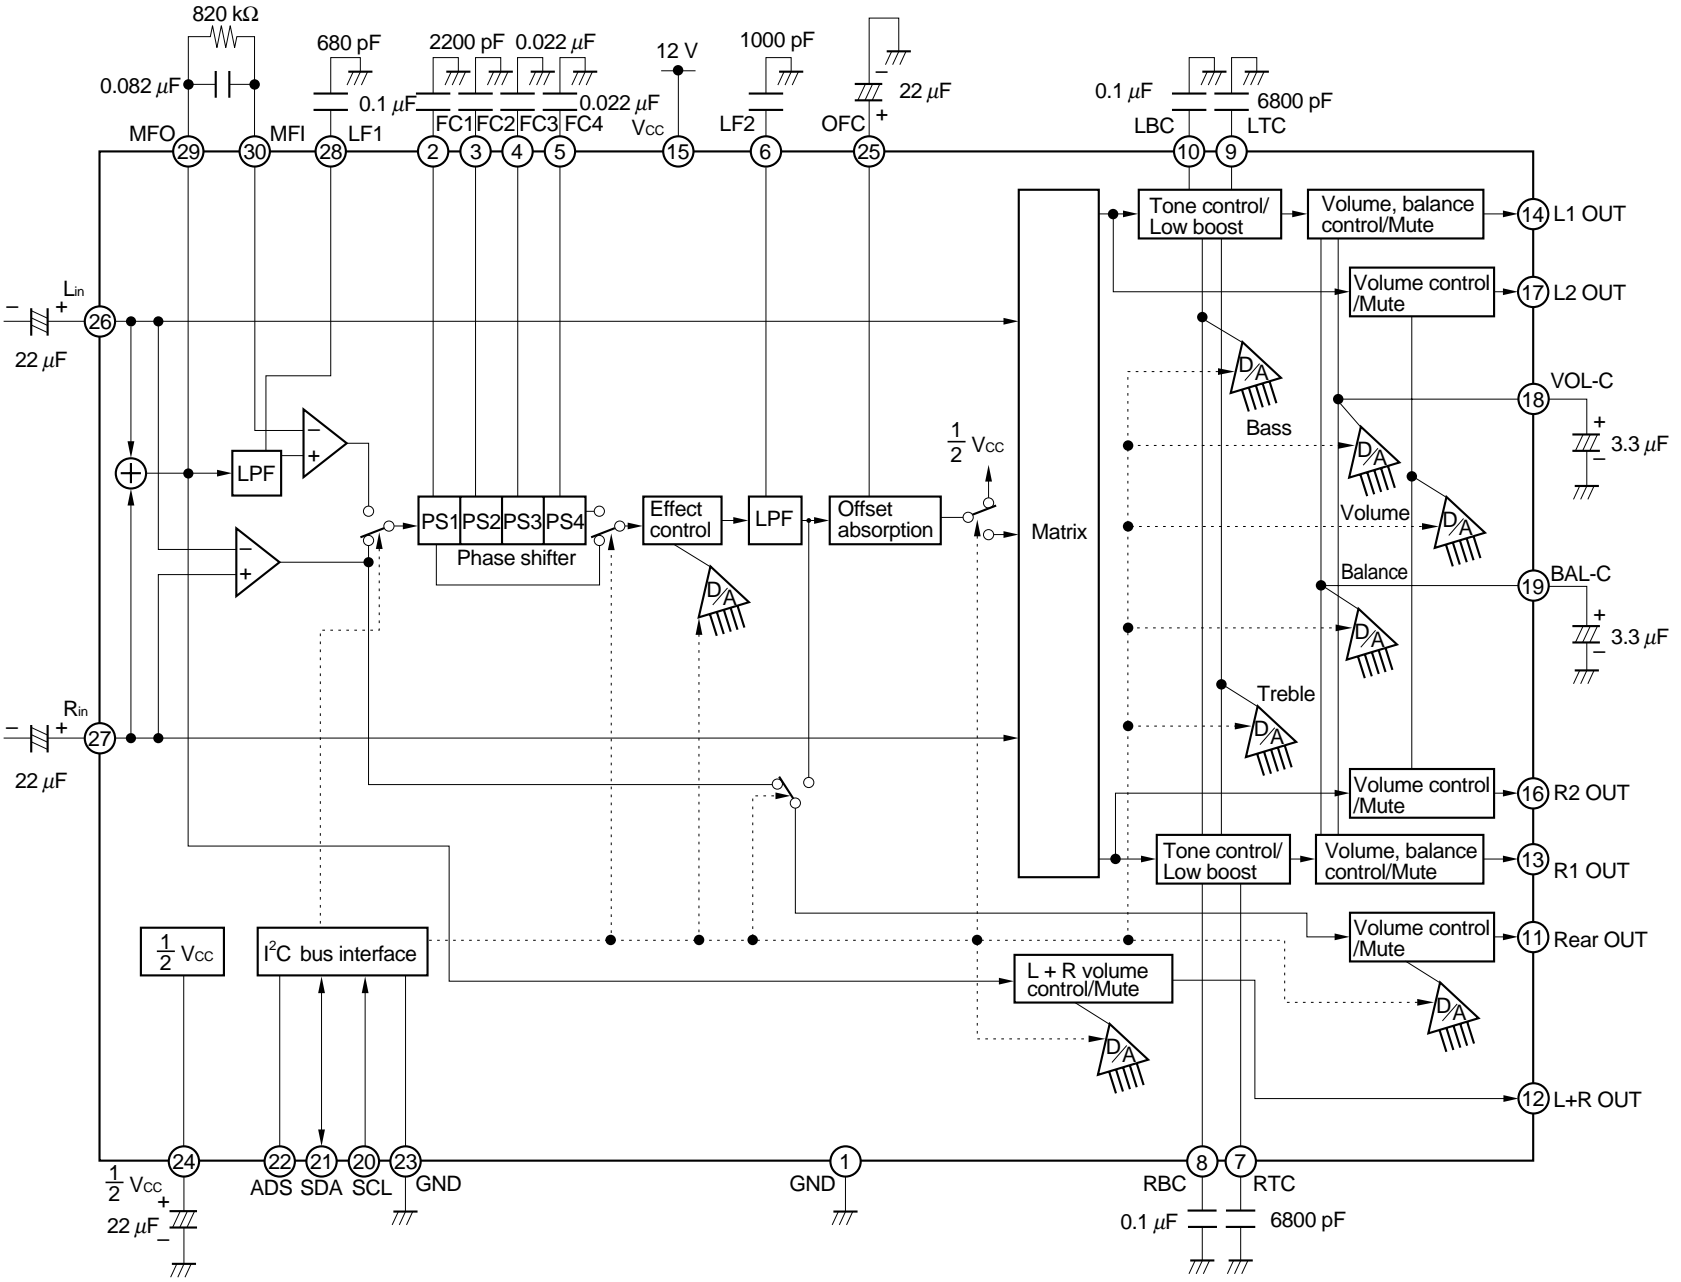 820 kΩ
680 pF
2200 pF
0.022 µF
1000 pF
12 V
0.082 µF
0.1 µF
0.022 µF
22 µF
0.1 µF
6800 pF
MFO
MFI
LF1
FC1
FC2
FC3
FC4
VCC
LF2
OFC
LBC
LTC
−
+
29
30
28
2
3
4
5
15
6
25
10
9
Tone control/
Low boost
Volume, balance
control/Mute
14
L1 OUT
Volume control
/Mute
17
L2 OUT
Lin
− +
26
22 µF
D/A
Bass
VOL-C
18
+
3.3 µF
−
D/A
Volume
D/A
LPF
−
+
+
1/2 VCC
PS1
PS2
PS3
PS4
Phase shifter
Effect
control
LPF
Offset
absorption
Matrix
−
+
D/A
Balance
BAL-C
19
+
3.3 µF
−
D/A
Treble
D/A
Rin
− +
27
22 µF
Volume control
/Mute
16
R2 OUT
Tone control/
Low boost
Volume, balance
control/Mute
13
R1 OUT
Volume control
/Mute
11
Rear OUT
1/2 VCC
I2C bus interface
L + R volume
control/Mute
D/A
D/A
12
L+R OUT
24
22
21
20
23
1
8
7
1/2 VCC
ADS
SDA
SCL
GND
GND
RBC
RTC
+
22 µF
−
0.1 µF
6800 pF